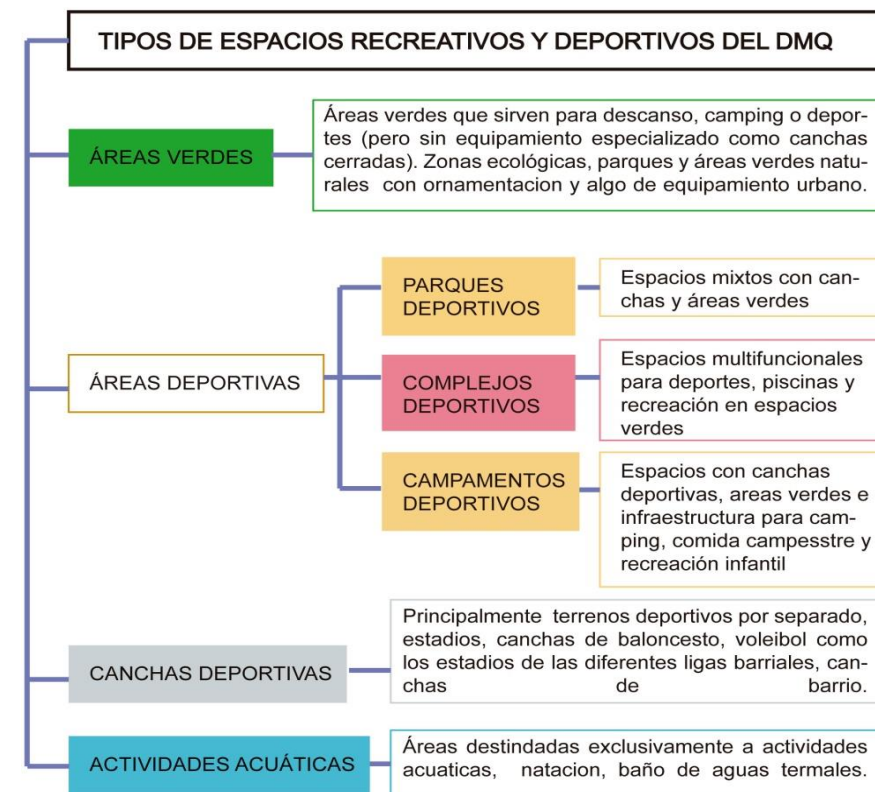 TIPOS DE ESPACIOS RECREATIVOS Y DEPORTIVOS DEL DMQ
ÁREAS VERDES
Áreas verdes que sirven para descanso, camping o depor-
tes (pero sin equipamiento especializado como canchas
cerradas). Zonas ecológicas, parques y áreas verdes natu-
rales con ornamentacion y algo de equipamiento urbano.
ÁREAS DEPORTIVAS
PARQUES
DEPORTIVOS
Espacios mixtos con can-
chas y áreas verdes
COMPLEJOS
DEPORTIVOS
Espacios multifuncionales
para deportes, piscinas y
recreación en espacios
verdes
CAMPAMENTOS
DEPORTIVOS
Espacios con canchas
deportivas, areas verdes e
infraestructura para cam-
ping, comida campesstre y
recreación infantil
CANCHAS DEPORTIVAS
Principalmente terrenos deportivos por separado,
estadios, canchas de baloncesto, voleibol como
los estadios de las diferentes ligas barriales, can-
chas de barrio.
ACTIVIDADES ACUÁTICAS
Áreas destindadas exclusivamente a actividades
acuaticas, natacion, baño de aguas termales.